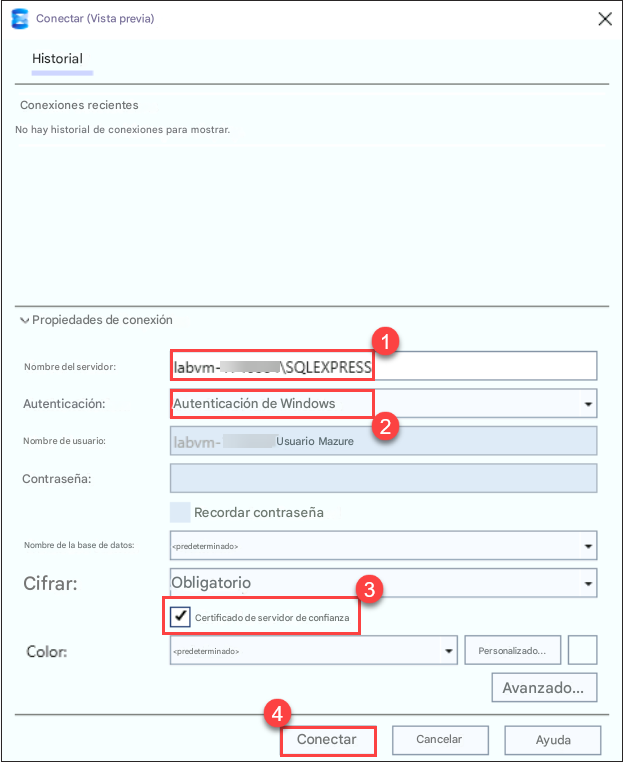 Conectar (Vista previa)
Historial
Conexiones recientes
No hay historial de conexiones para mostrar.
Propiedades de conexión
1
Nombre del servidor: labvm- \SQLEXPRESS
Autenticación: Autenticación de Windows
2
Nombre de usuario: labvm- Usuario Mazure
Contraseña:
Recordar contraseña
Nombre de la base de datos: <predeterminado>
Cifrar: Obligatorio
3
Certificado de servidor de confianza
Color: <predeterminado> Personalizado...
Avanzado...
4
Conectar Cancelar Ayuda